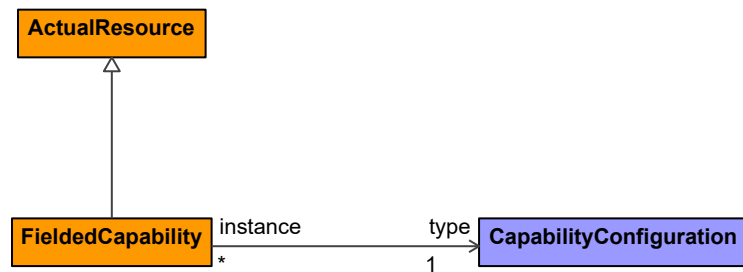 ActualResource
FieldedCapability
instance
type
CapabilityConfiguration
*
1